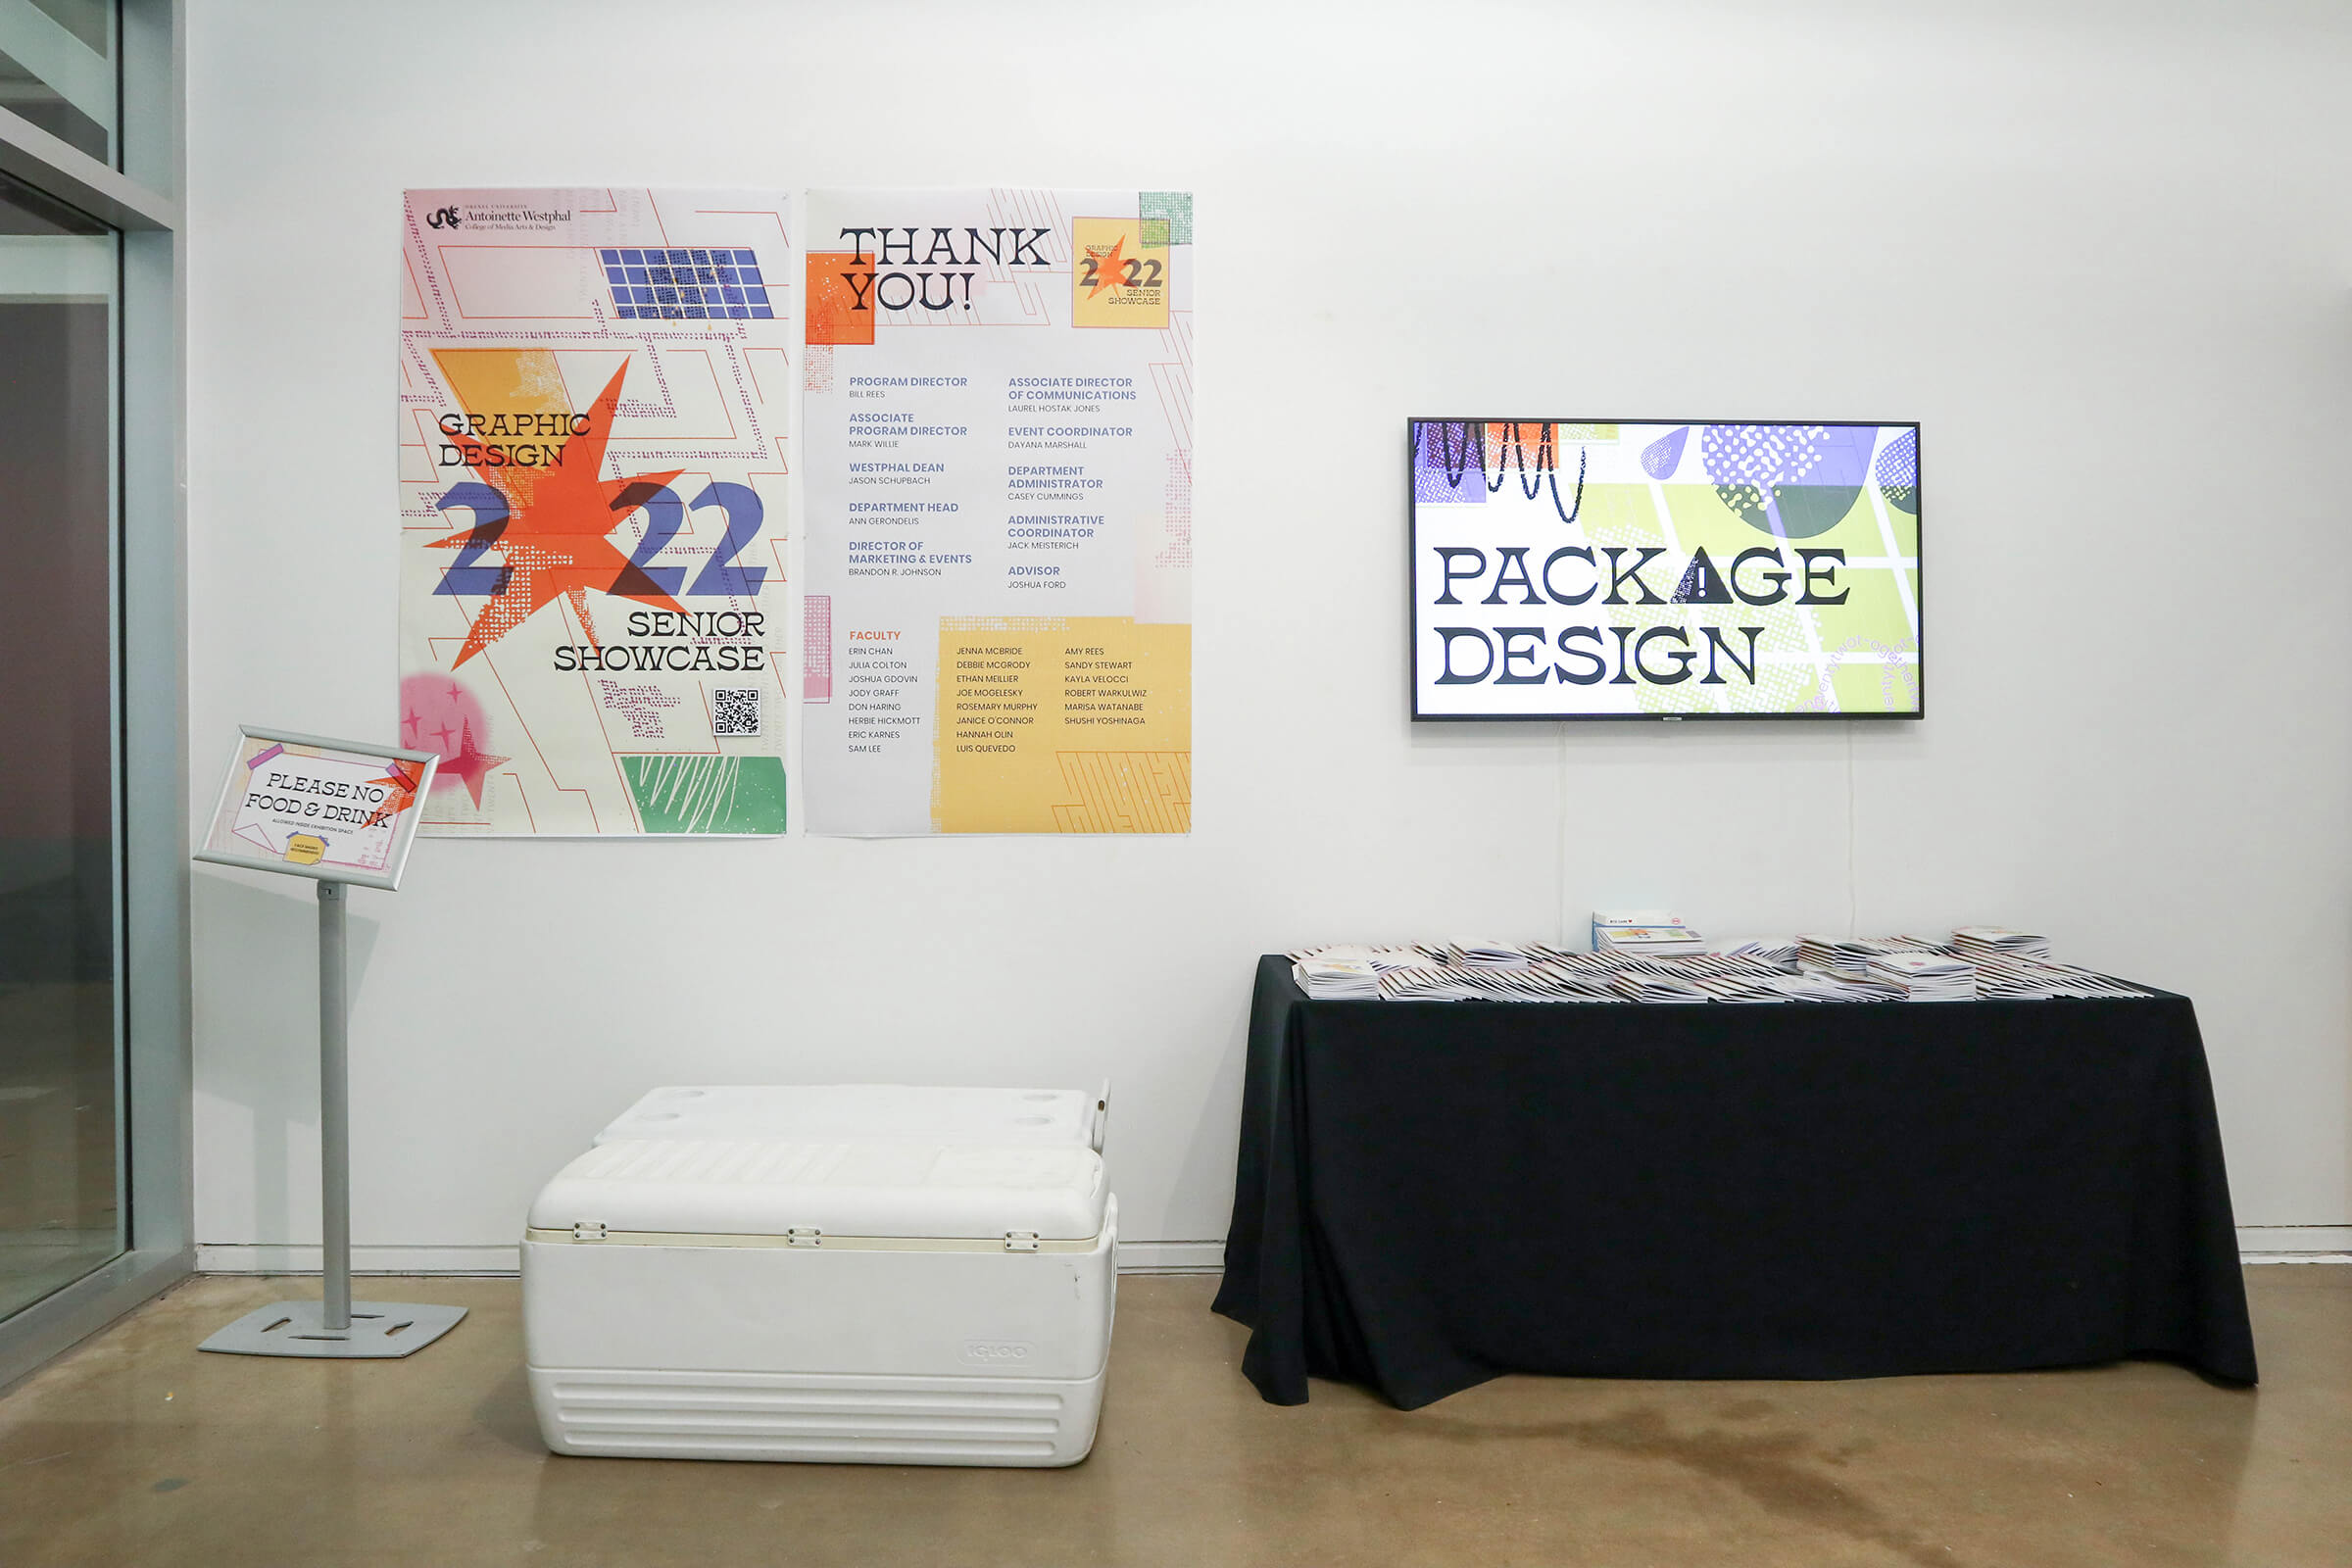 DREXEL UNIVERSITY
Antoinette Westphal
College of Media Arts & Design
GRAPHIC
DESIGN
2 22
SENIOR
SHOWCASE
THANK
YOU!
GRAPHIC
DESIGN
2 22
SENIOR
SHOWCASE
PROGRAM DIRECTOR
BILL REES
ASSOCIATE
PROGRAM DIRECTOR
MARK WILLIE
WESTPHAL DEAN
JASON SCHUPBACH
DEPARTMENT HEAD
ANN GERONDELIS
DIRECTOR OF
MARKETING & EVENTS
BRANDON R. JOHNSON
ASSOCIATE DIRECTOR
OF COMMUNICATIONS
LAUREL HOSTAK JONES
EVENT COORDINATOR
DAYANA MARSHALL
DEPARTMENT
ADMINISTRATOR
CASEY CUMMINGS
ADMINISTRATIVE
COORDINATOR
JACK MEISTERICH
ADVISOR
JOSHUA FORD
FACULTY
ERIN CHAN
JULIA COLTON
JOSHUA GDOVIN
JODY GRAFF
DON HARING
HERBIE HICKMOTT
ERIC KARNES
SAM LEE
JENNA MCBRIDE
DEBBIE MCGRODY
ETHAN MEILLIER
JOE MOGELESKY
ROSEMARY MURPHY
JANICE O'CONNOR
HANNAH OLIN
LUIS QUEVEDO
AMY REES
SANDY STEWART
KAYLA VELOCCI
ROBERT WARKULWIZ
MARISA WATANABE
SHUSHI YOSHINAGA
PACKAGE
DESIGN
PLEASE NO
FOOD & DRINK
ALLOWED INSIDE EXHIBITION SPACE
FACE MASKS
RECOMMENDED
IGLOO